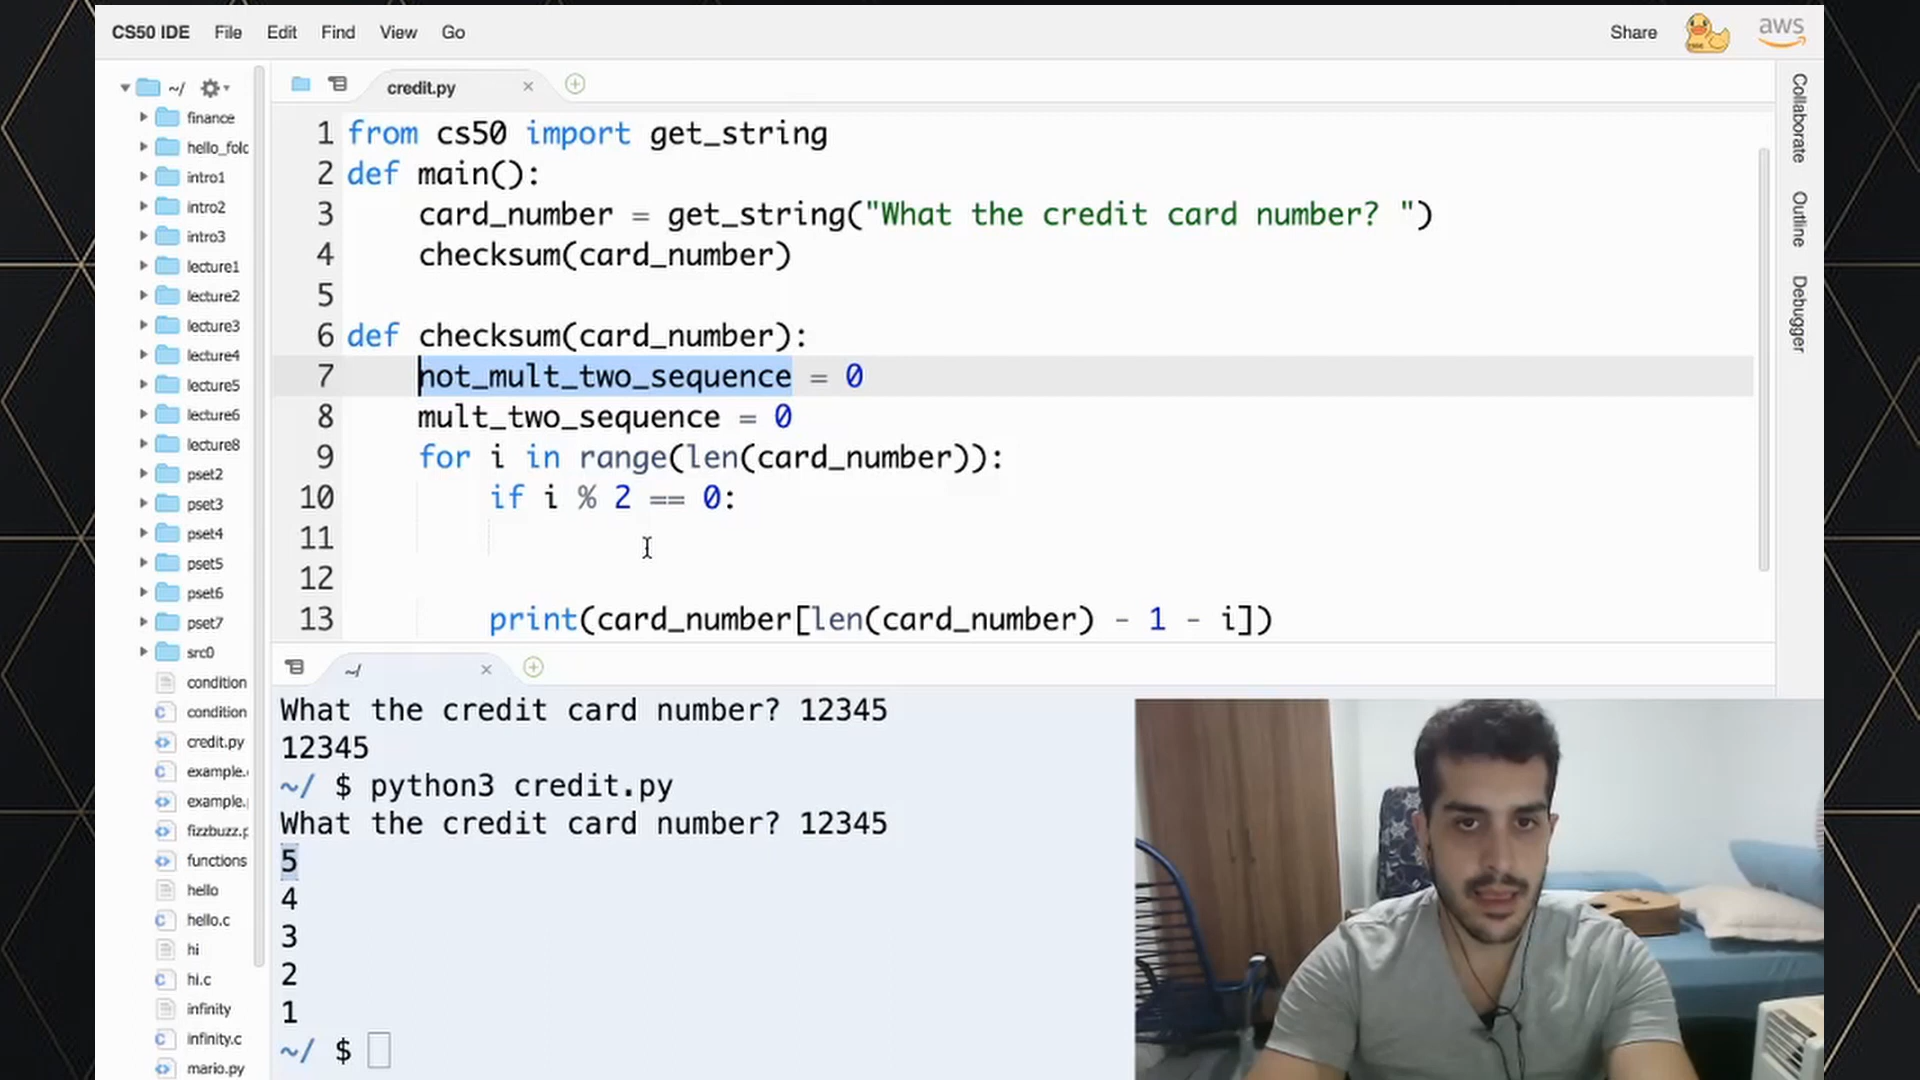 CS50 IDE File Edit Find View Go Share aws
~/
finance
hello_fold
intro1
intro2
intro3
lecture1
lecture2
lecture3
lecture4
lecture5
lecture6
lecture8
pset2
pset3
pset4
pset5
pset6
pset7
src0
condition
condition
credit.py
example.
example.
fizzbuzz.p
functions
hello
hello.c
hi
hi.c
infinity
infinity.c
mario.py
credit.py
1 from cs50 import get_string
2 def main():
3 card_number = get_string("What the credit card number? ")
4 checksum(card_number)
5
6 def checksum(card_number):
7 not_mult_two_sequence = 0
8 mult_two_sequence = 0
9 for i in range(len(card_number)):
10 if i % 2 == 0:
11
12
13 print(card_number[len(card_number) - 1 - i])
~/
What the credit card number? 12345
12345
~/ $ python3 credit.py
What the credit card number? 12345
5
4
3
2
1
~/ $
Collaborate
Outline
Debugger